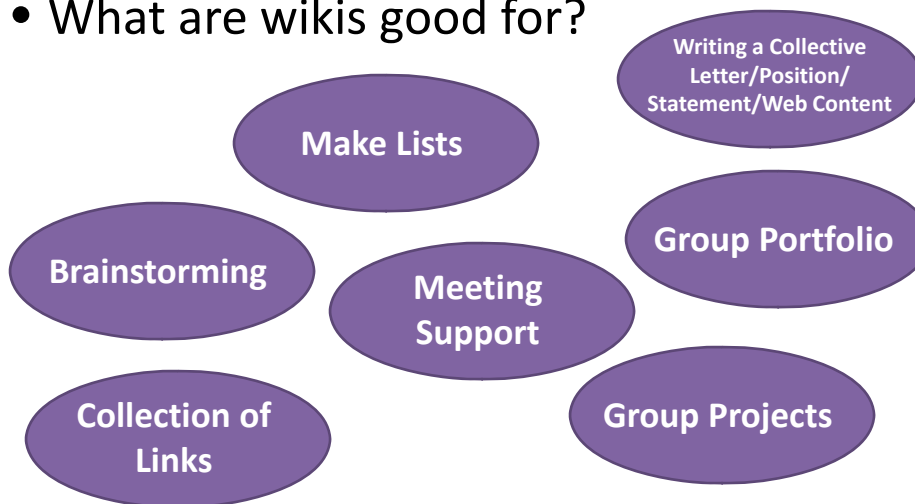 • What are wikis good for?
Writing a Collective
Letter/Position/
Statement/Web Content
Make Lists
Group Portfolio
Brainstorming
Meeting
Support
Collection of
Links
Group Projects